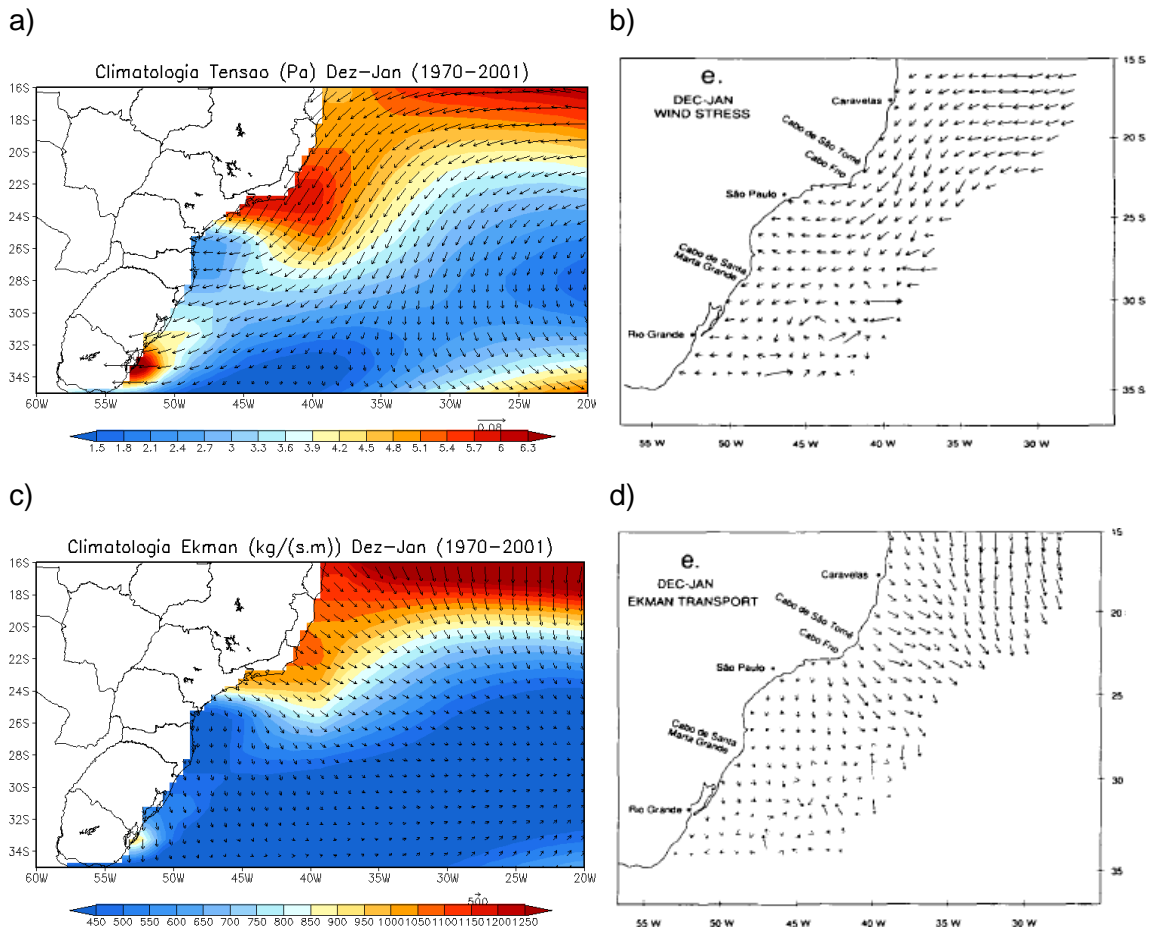 a)
Climatologia Tensao (Pa) Dez-Jan (1970-2001)
16S
18S
20S
22S
24S
26S
28S
30S
32S
34S
60W 55W 50W 45W 40W 35W 30W 25W 20W
0.08
1.5 1.8 2.1 2.4 2.7 3 3.3 3.6 3.9 4.2 4.5 4.8 5.1 5.4 5.7 6 6.3
b)
e.
DEC-JAN
WIND STRESS
Caravelas
Cabo de São Tomé
Cabo Frio
São Paulo
Cabo de Santa
Marta Grande
Rio Grande
15 S
20 S
25 S
30 S
35 S
55 W 50 W 45 W 40 W 35 W 30 W
c)
Climatologia Ekman (kg/(s.m)) Dez-Jan (1970-2001)
16S
18S
20S
22S
24S
26S
28S
30S
32S
34S
60W 55W 50W 45W 40W 35W 30W 25W 20W
500
450 500 550 600 650 700 750 800 850 900 950 1000 1050 1100 1150 1200 1250
d)
e.
DEC-JAN
EKMAN TRANSPORT
Caravelas
Cabo de São Tomé
Cabo Frio
São Paulo
Cabo de Santa
Marta Grande
Rio Grande
15
20
25
30
35
55 W 50 W 45 W 40 W 35 W 30 W